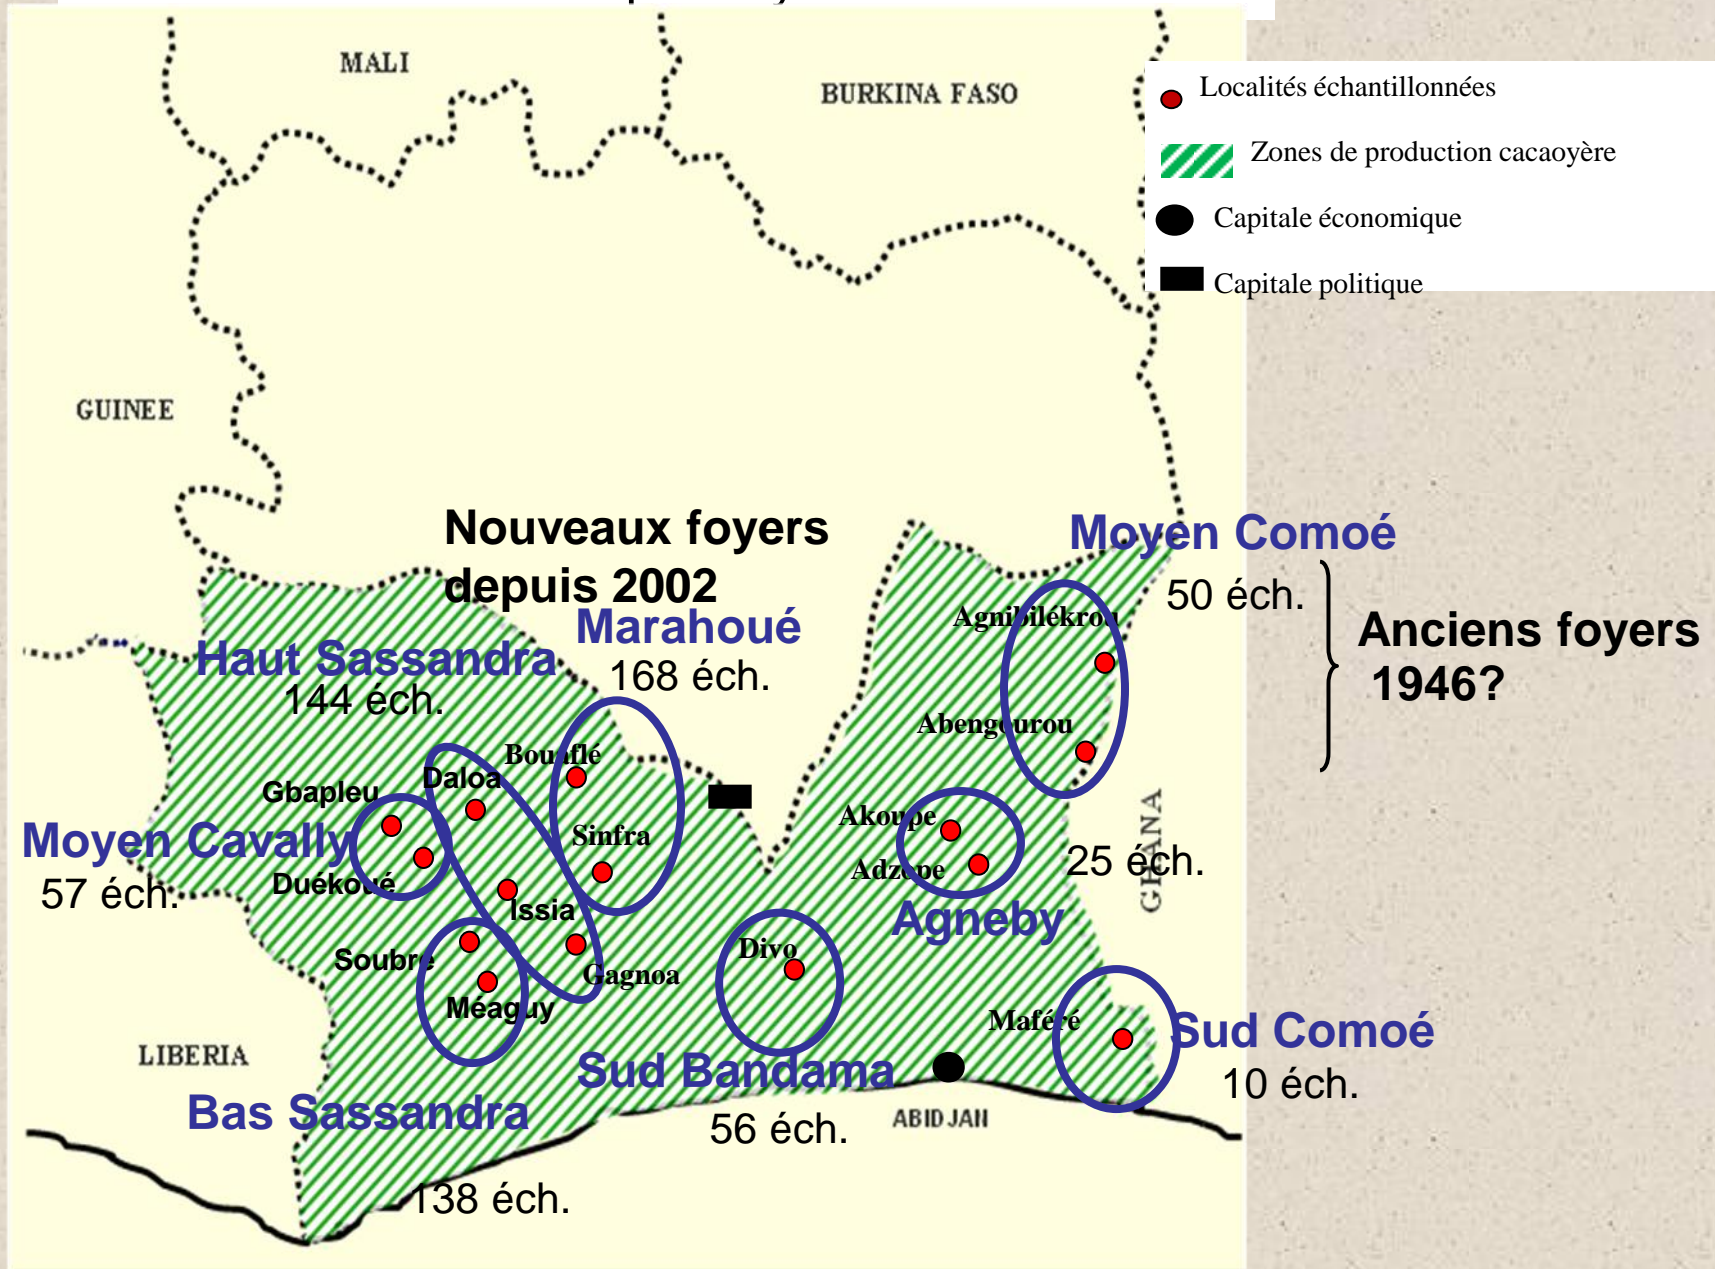 MALI
BURKINA FASO
Localités échantillonnées
Zones de production cacaoyère
Capitale économique
Capitale politique
GUINEE
Nouveaux foyers
depuis 2002
Moyen Comoé
50 éch.
Anciens foyers
1946?
Marahoué
168 éch.
Haut Sassandra
144 éch.
Agnibilékrou
Abengourou
Bouaflé
Daloa
Gbapleu
Sinfra
Moyen Cavally
57 éch.
Duékoué
Issia
Akoupe
Adzope
25 éch.
GHANA
Agneby
Soubré
Méaguy
Gagnoa
Divo
Maféré
Sud Comoé
10 éch.
LIBERIA
Sud Bandama
56 éch.
ABIDJAN
Bas Sassandra
138 éch.